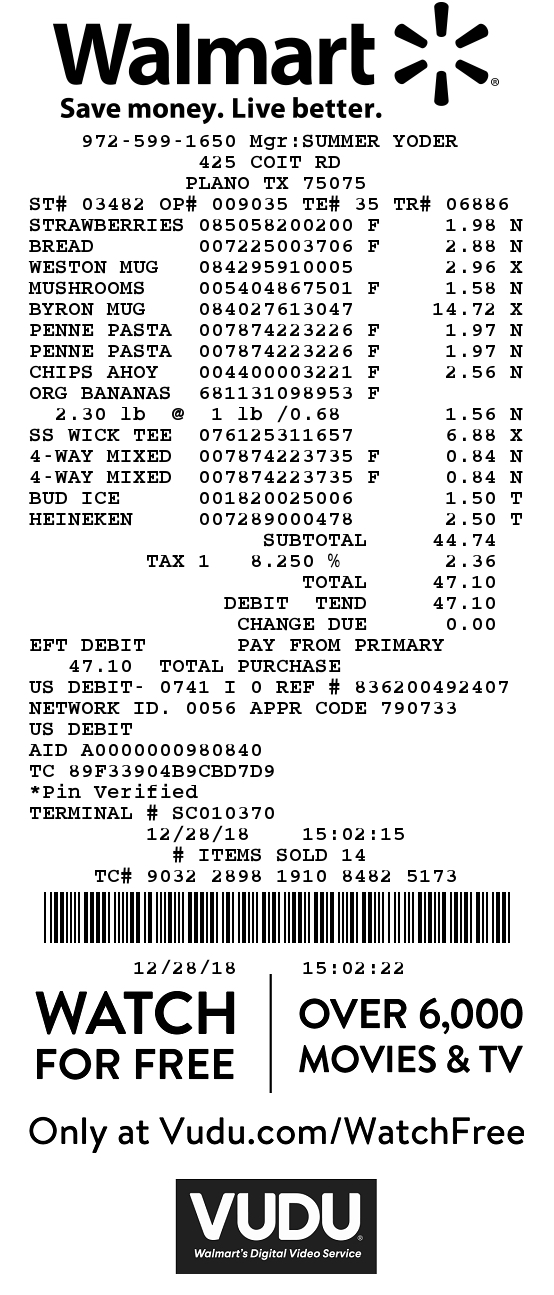 Walmart
®
Save money. Live better.
972-599-1650 Mgr:SUMMER YODER
425 COIT RD
PLANO TX 75075
ST# 03482 OP# 009035 TE# 35 TR# 06886
STRAWBERRIES 085058200200 F 1.98 N
BREAD 007225003706 F 2.88 N
WESTON MUG 084295910005 2.96 X
MUSHROOMS 005404867501 F 1.58 N
BYRON MUG 084027613047 14.72 X
PENNE PASTA 007874223226 F 1.97 N
PENNE PASTA 007874223226 F 1.97 N
CHIPS AHOY 004400003221 F 2.56 N
ORG BANANAS 681131098953 F
2.30 lb @ 1 lb /0.68 1.56 N
SS WICK TEE 076125311657 6.88 X
4-WAY MIXED 007874223735 F 0.84 N
4-WAY MIXED 007874223735 F 0.84 N
BUD ICE 001820025006 1.50 T
HEINEKEN 007289000478 2.50 T
SUBTOTAL 44.74
TAX 1 8.250 % 2.36
TOTAL 47.10
DEBIT TEND 47.10
CHANGE DUE 0.00
EFT DEBIT PAY FROM PRIMARY
47.10 TOTAL PURCHASE
US DEBIT- 0741 I 0 REF # 836200492407
NETWORK ID. 0056 APPR CODE 790733
US DEBIT
AID A0000000980840
TC 89F33904B9CBD7D9
*Pin Verified
TERMINAL # SC010370
12/28/18 15:02:15
# ITEMS SOLD 14
TC# 9032 2898 1910 8482 5173
12/28/18 15:02:22
WATCH
FOR FREE
OVER 6,000
MOVIES & TV
Only at Vudu.com/WatchFree
VUDU®
Walmart's Digital Video Service